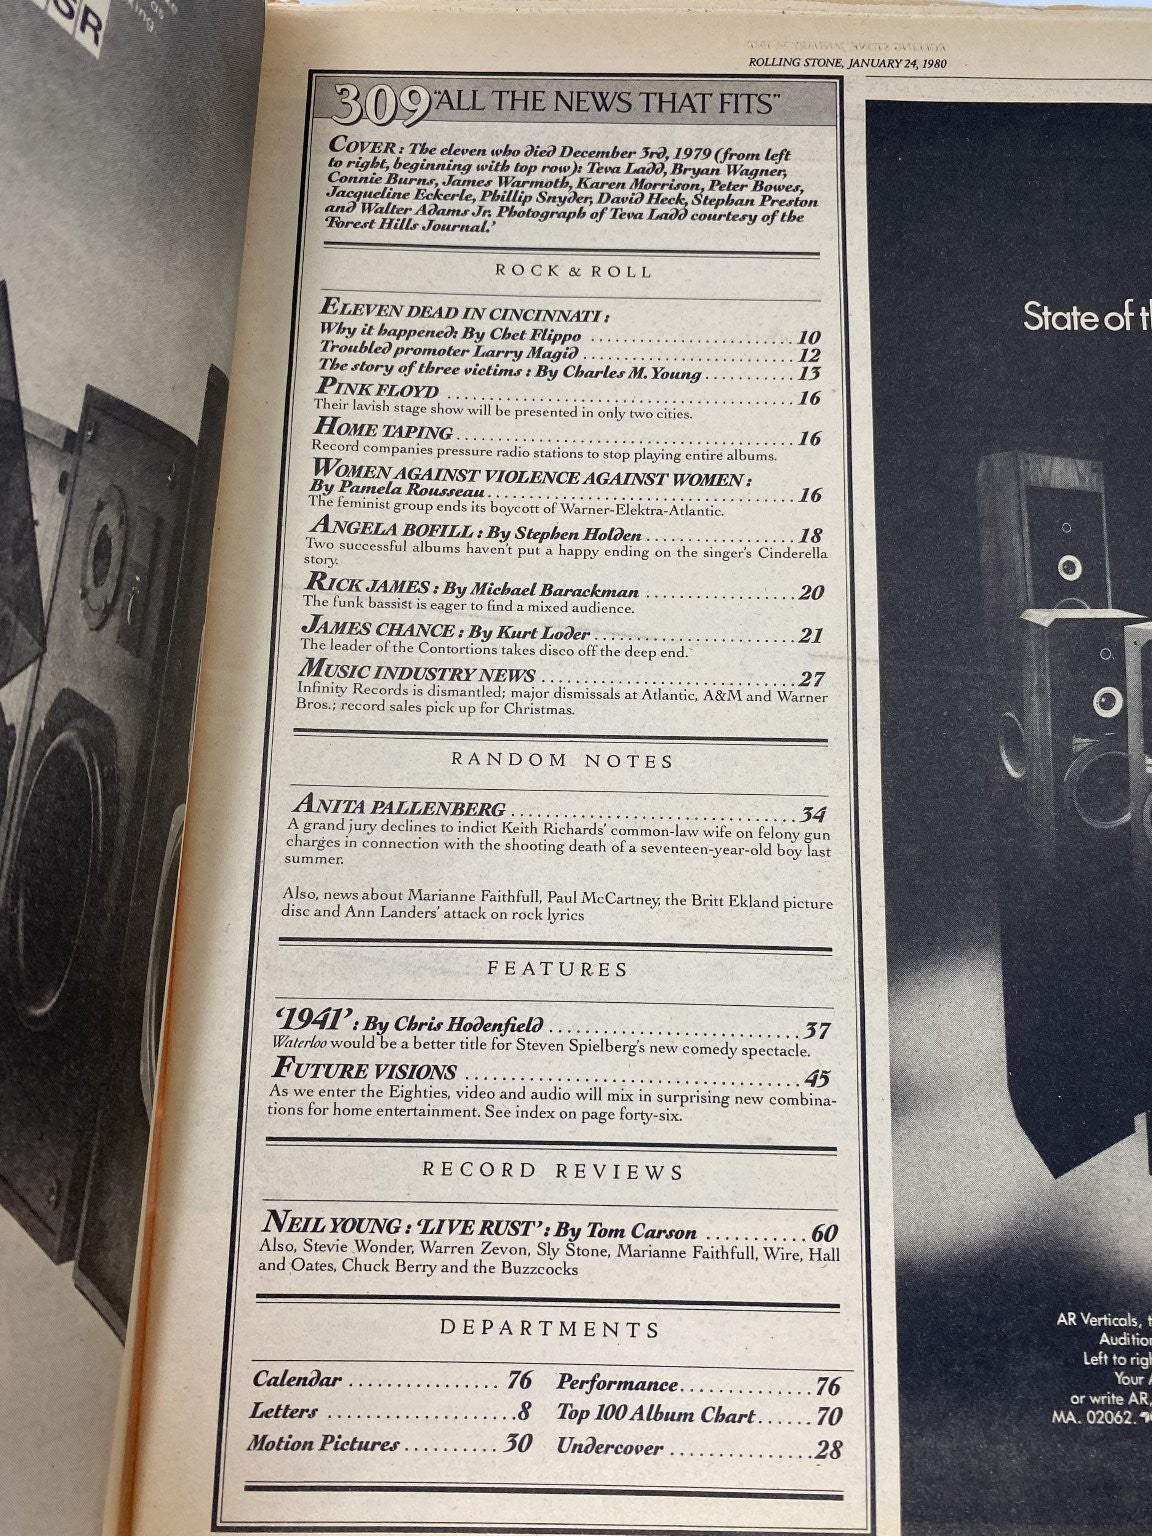 SR
ROLLING STONE, JANUARY 24, 1980
309 "ALL THE NEWS THAT FITS"
COVER: The eleven who died December 3rd, 1979 (from left
to right, beginning with top row): Teva Ladd, Bryan Wagner,
Connie Burns, James Warmoth, Karen Morrison, Peter Bowes,
Jacqueline Eckerle, Phillip Snyder, David Heck, Stephan Preston
and Walter Adams Jr. Photograph of Teva Ladd courtesy of the
'Forest Hills Journal.'
ROCK & ROLL
ELEVEN DEAD IN CINCINNATI:
Why it happened: By Chet Flippo ........................ 10
Troubled promoter Larry Magid ........................ 12
The story of three victims: By Charles M. Young ........... 13
PINK FLOYD ........................ 16
Their lavish stage show will be presented in only two cities.
HOME TAPING ........................ 16
Record companies pressure radio stations to stop playing entire albums.
WOMEN AGAINST VIOLENCE AGAINST WOMEN:
By Pamela Rousseau ........................ 16
The feminist group ends its boycott of Warner-Elektra-Atlantic.
ANGELA BOFILL: By Stephen Holden .................. 18
Two successful albums haven't put a happy ending on the singer's Cinderella
story.
RICK JAMES: By Michael Barackman .................. 20
The funk bassist is eager to find a mixed audience.
JAMES CHANCE: By Kurt Loder ........................ 21
The leader of the Contortions takes disco off the deep end.
MUSIC INDUSTRY NEWS ........................ 27
Infinity Records is dismantled; major dismissals at Atlantic, A&M and Warner
Bros.; record sales pick up for Christmas.
RANDOM NOTES
ANITA PALLENBERG ........................ 34
A grand jury declines to indict Keith Richards' common-law wife on felony gun
charges in connection with the shooting death of a seventeen-year-old boy last
summer.
Also, news about Marianne Faithfull, Paul McCartney, the Britt Ekland picture
disc and Ann Landers' attack on rock lyrics
FEATURES
'1941': By Chris Hodenfield ........................ 37
Waterloo would be a better title for Steven Spielberg's new comedy spectacle.
FUTURE VISIONS ........................ 45
As we enter the Eighties, video and audio will mix in surprising new combina-
tions for home entertainment. See index on page forty-six.
RECORD REVIEWS
NEIL YOUNG: 'LIVE RUST': By Tom Carson ........... 60
Also, Stevie Wonder, Warren Zevon, Sly Stone, Marianne Faithfull, Wire, Hall
and Oates, Chuck Berry and the Buzzcocks
DEPARTMENTS
Calendar ................ 76 Performance ............. 76
Letters .................... 8 Top 100 Album Chart ...... 70
Motion Pictures .......... 30 Undercover .............. 28
State of t
AR Verticals, t
Audition
Left to righ
Your A
or write AR,
MA. 02062.